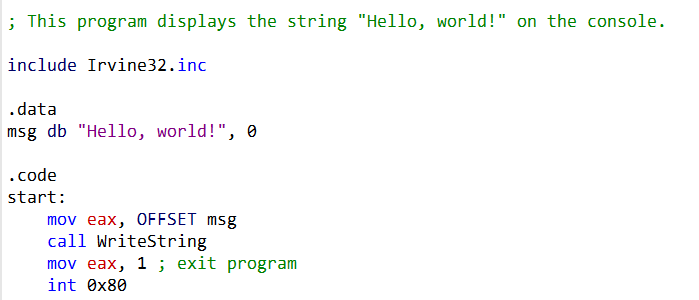 ; This program displays the string "Hello, world!" on the console.
include Irvine32.inc
.data
msg db "Hello, world!", 0
.code
start:
    mov eax, OFFSET msg
    call WriteString
    mov eax, 1 ; exit program
    int 0x80